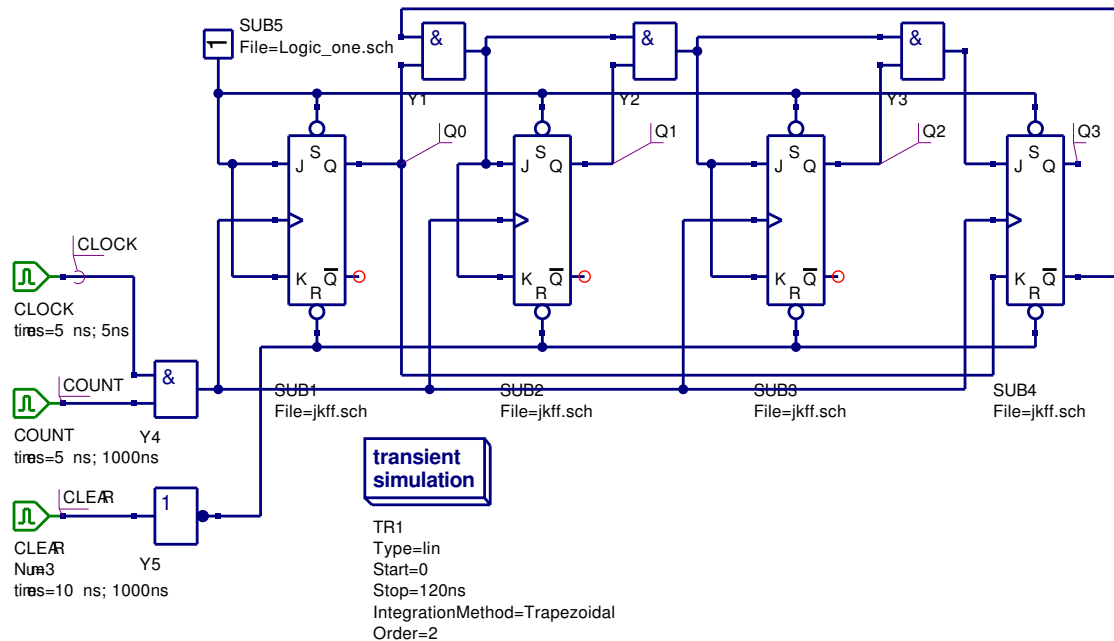 SUB5
File=Logic_one.sch
1
&
&
&
Y1
Y2
Y3
Q0
Q1
Q2
Q3
S
J
Q
K
Q
R
S
J
Q
K
Q
R
S
J
Q
K
Q
R
S
J
Q
K
Q
R
CLOCK
CLOCK
times=5 ns; 5ns
&
COUNT
COUNT
times=5 ns; 1000ns
Y4
SUB1
File=jkff.sch
SUB2
File=jkff.sch
SUB3
File=jkff.sch
SUB4
File=jkff.sch
CLEAR
1
CLEAR
Num=3
times=10 ns; 1000ns
Y5
transient
simulation
TR1
Type=lin
Start=0
Stop=120ns
IntegrationMethod=Trapezoidal
Order=2